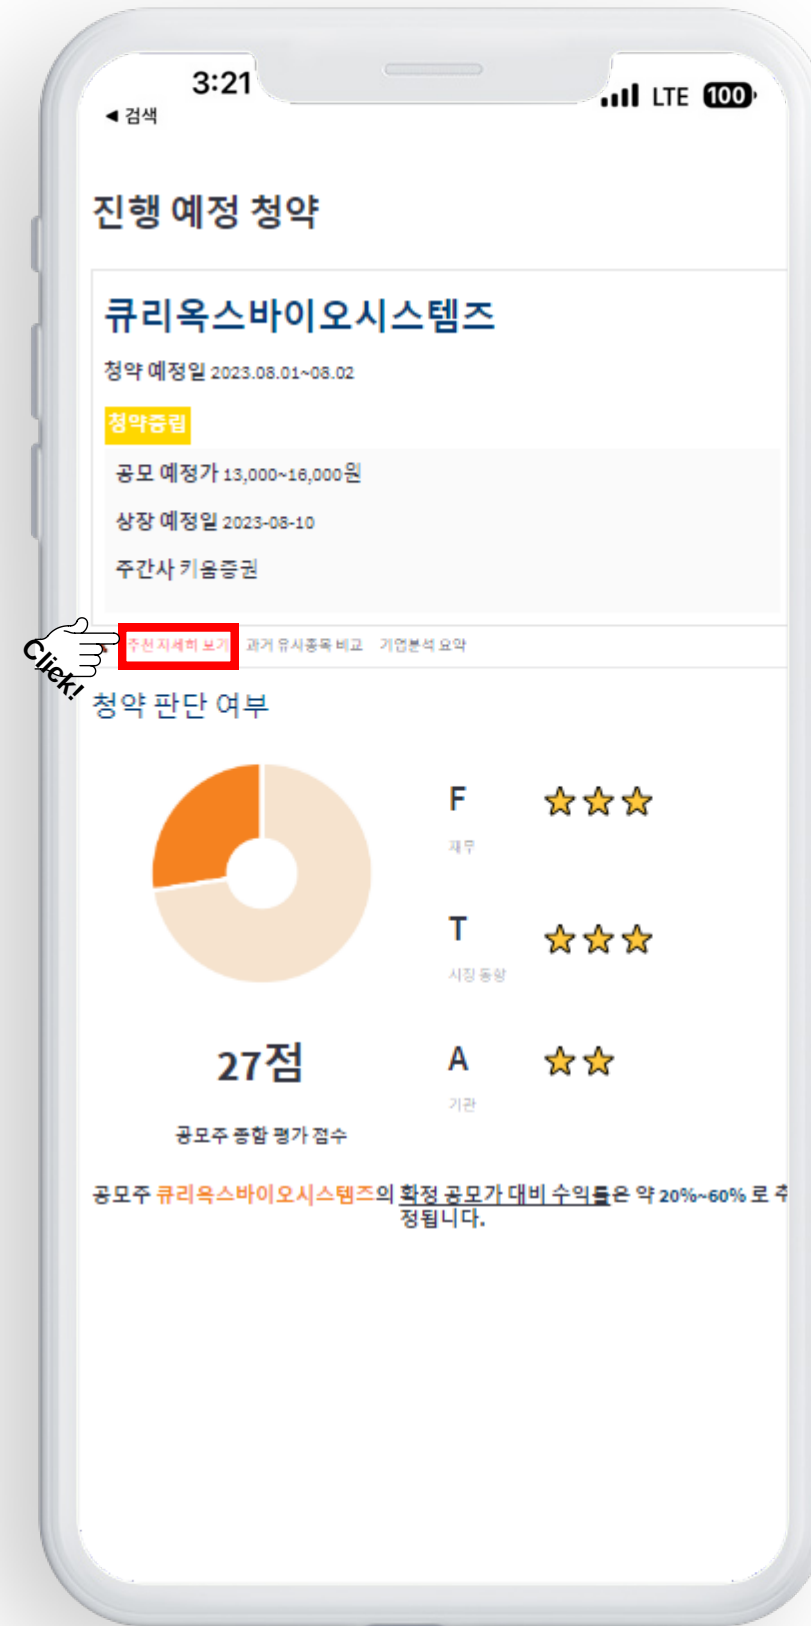 3:21
LTE 100
◀ 검색
진행 예정 청약
큐리옥스바이오시스템즈
청약 예정일 2023.08.01~08.02
청약중립
공모 예정가 13,000~16,000원
상장 예정일 2023-08-10
주간사 키움증권
추천 자세히 보기 과거 유사종목 비교 기업분석 요약
Click!
청약 판단 여부
F
재무
T
시장 동향
A
기관
27점
공모주 종합 평가 점수
공모주 큐리옥스바이오시스템즈의 확정 공모가 대비 수익률은 약 20%~60% 로 추
정됩니다.